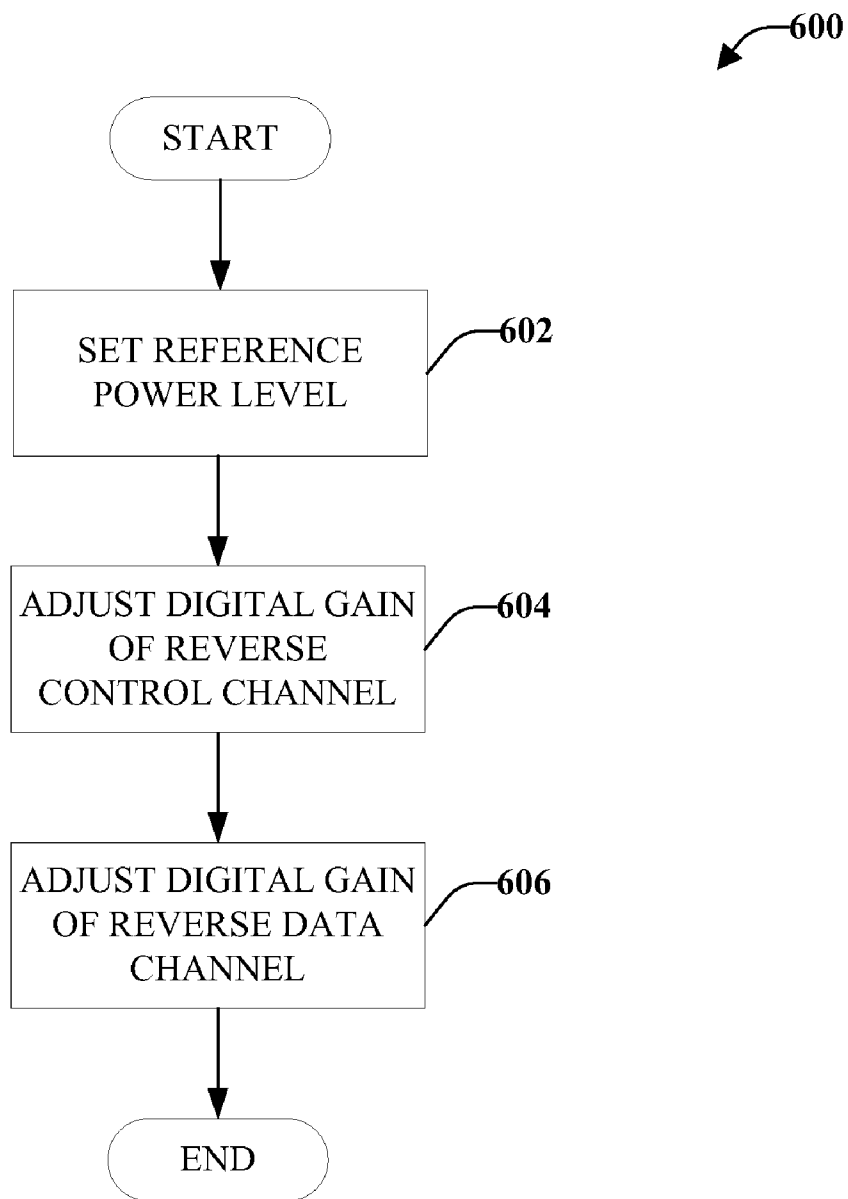 600
START
SET REFERENCE
POWER LEVEL
602
ADJUST DIGITAL GAIN
OF REVERSE
CONTROL CHANNEL
604
ADJUST DIGITAL GAIN
OF REVERSE DATA
CHANNEL
606
END